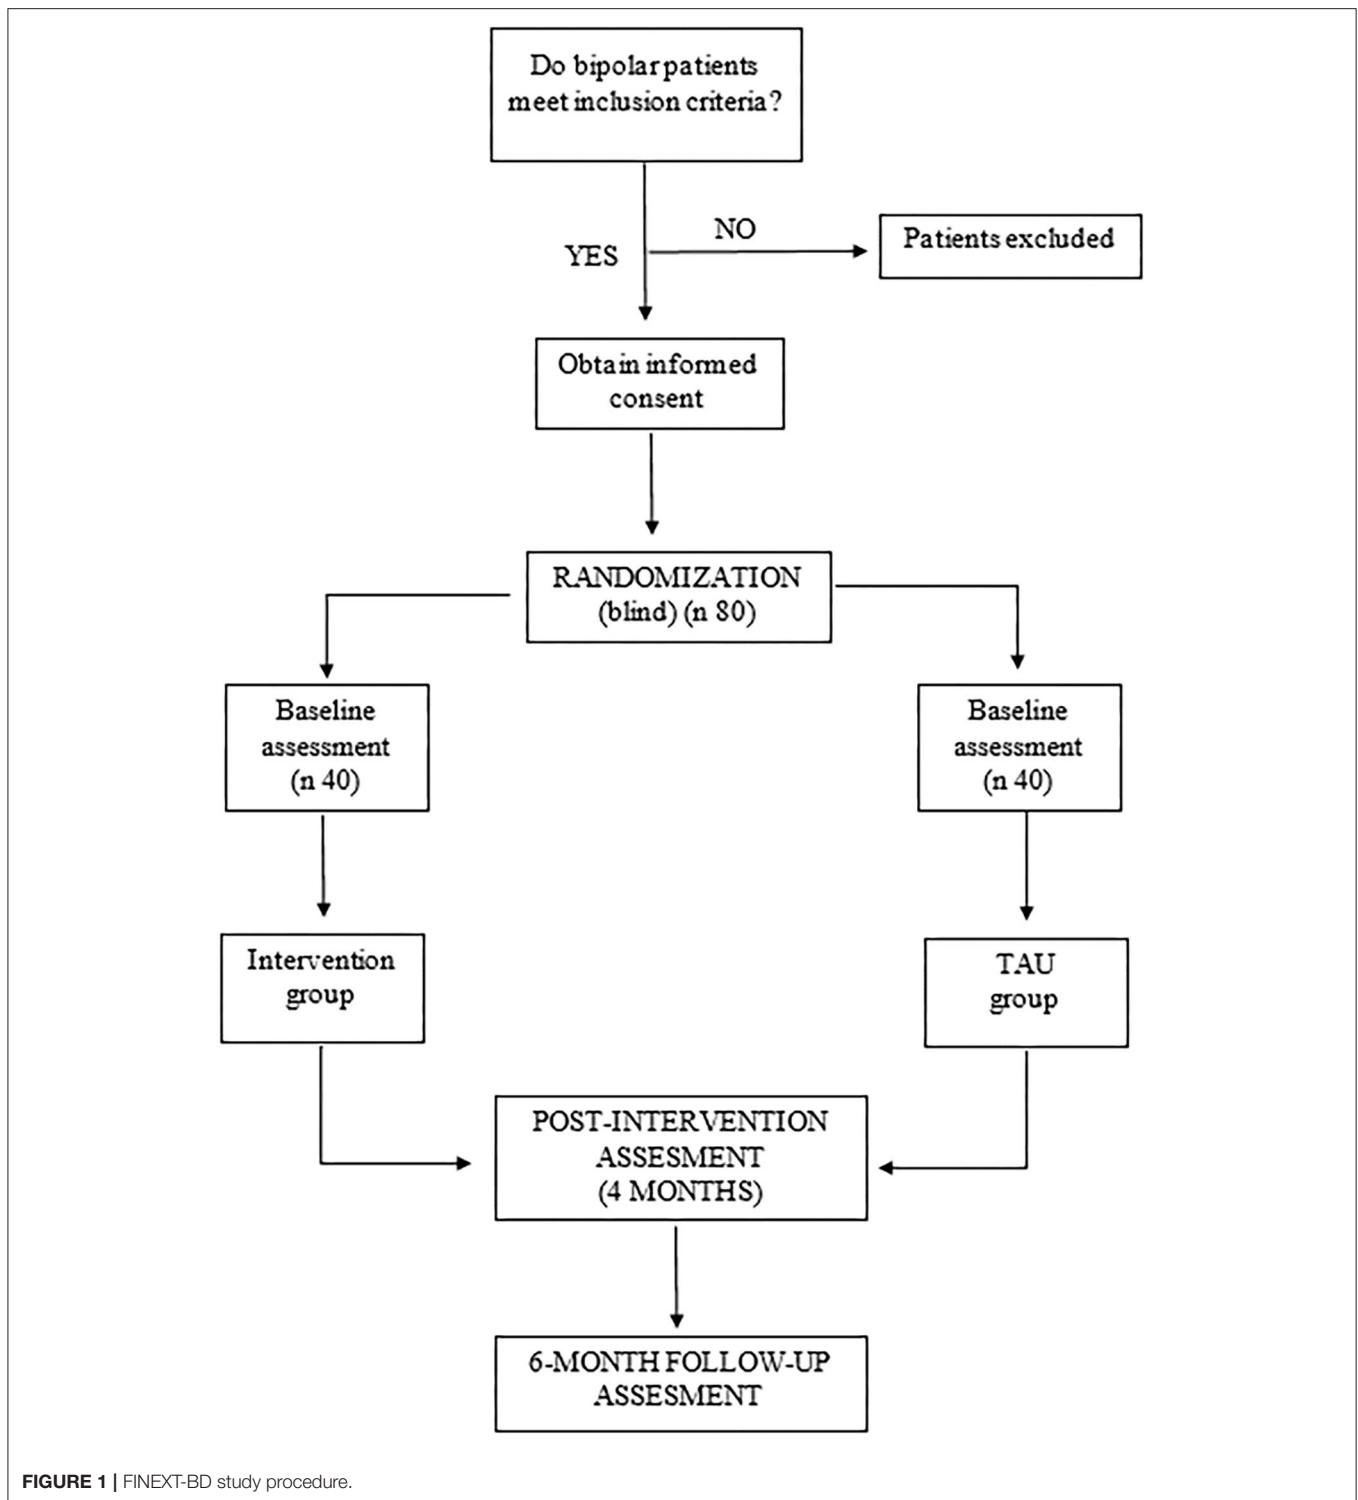 Do bipolar patients
meet inclusion criteria?
NO
YES
Patients excluded
Obtain informed
consent
RANDOMIZATION
(blind) (n 80)
Baseline
assessment
(n 40)
Baseline
assessment
(n 40)
Intervention
group
TAU
group
POST-INTERVENTION
ASSESMENT
(4 MONTHS)
6-MONTH FOLLOW-UP
ASSESMENT
FIGURE 1 | FINEXT-BD study procedure.